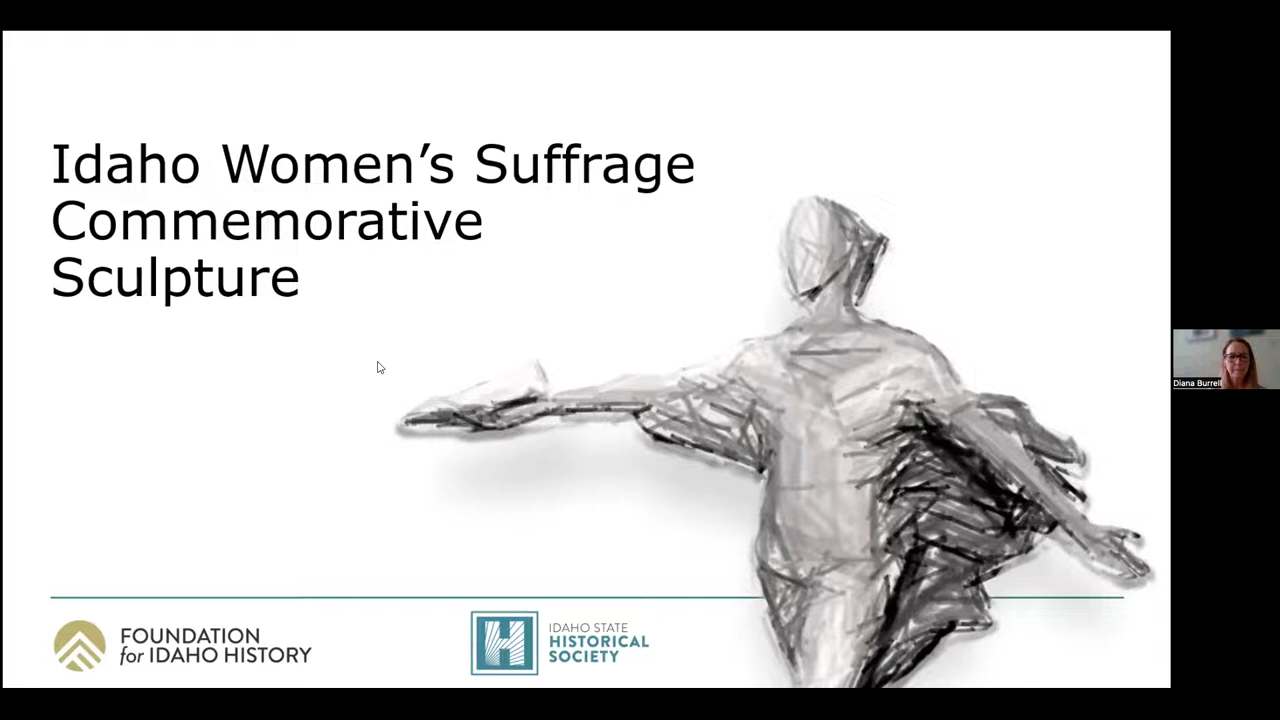 Idaho Women’s Suffrage
Commemorative
Sculpture
FOUNDATION
for IDAHO HISTORY
IDAHO STATE
HISTORICAL
SOCIETY
Diana Burrell